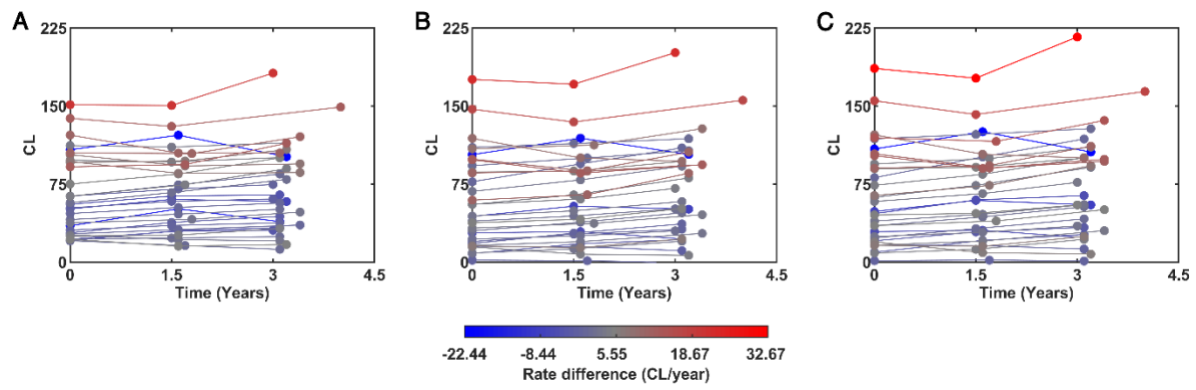 A B C
225 225 225
150 150 150
CL CL CL
75 75 75
0 0 0
0 1.5 3 4.5 0 1.5 3 4.5 0 1.5 3 4.5
Time (Years) Time (Years) Time (Years)
-22.44 -8.44 5.55 18.67 32.67
Rate difference (CL/year)